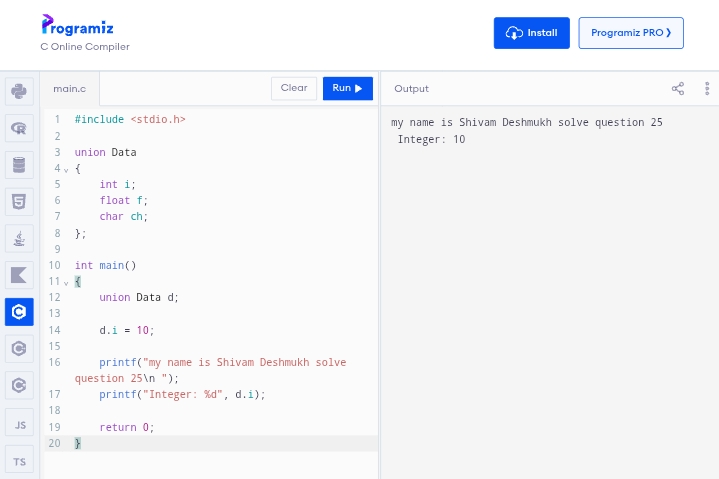 Programiz
C Online Compiler
Install
Programiz PRO ❯
main.c
Clear
Run
Output
1 #include <stdio.h>
2
3 union Data
4 {
5     int i;
6     float f;
7     char ch;
8 };
9
10 int main()
11 {
12     union Data d;
13
14     d.i = 10;
15
16     printf("my name is Shivam Deshmukh solve
question 25\n ");
17     printf("Integer: %d", d.i);
18
19     return 0;
20 }
my name is Shivam Deshmukh solve question 25
 Integer: 10
R
5
C
C
C
JS
TS